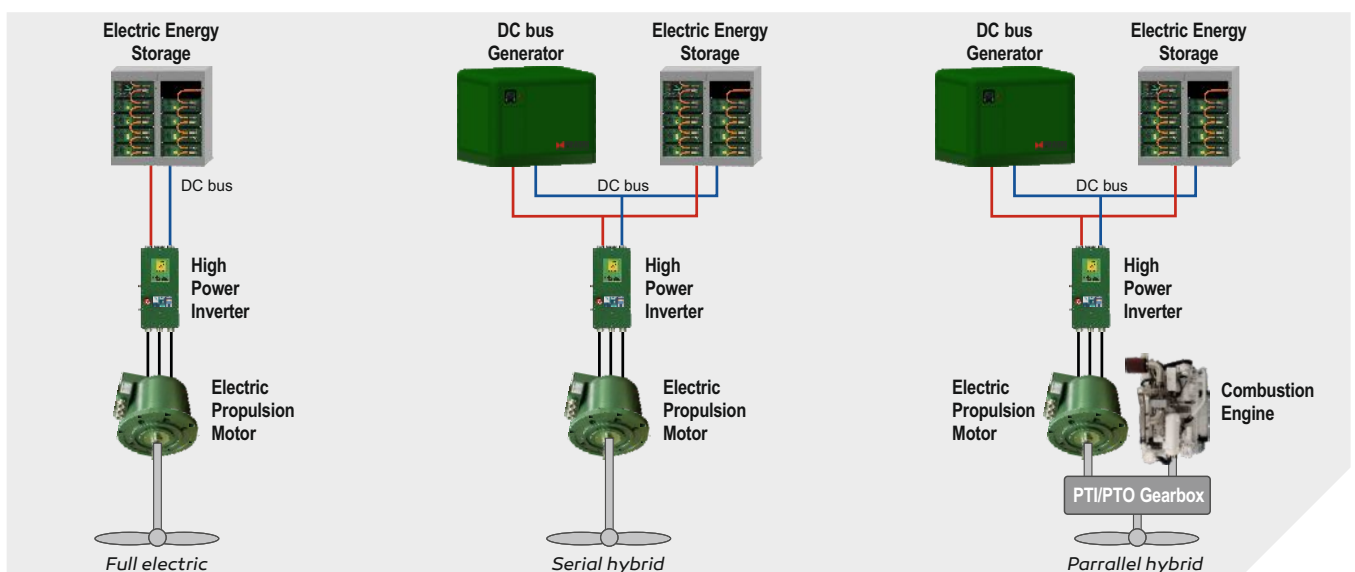 Electric Energy
Storage
DC bus
High
Power
Inverter
Electric
Propulsion
Motor
Full electric
DC bus
Generator
Electric Energy
Storage
DC bus
High
Power
Inverter
Electric
Propulsion
Motor
Serial hybrid
DC bus
Generator
Electric Energy
Storage
DC bus
High
Power
Inverter
Electric
Propulsion
Motor
Combustion
Engine
PTI/PTO Gearbox
Parrallel hybrid